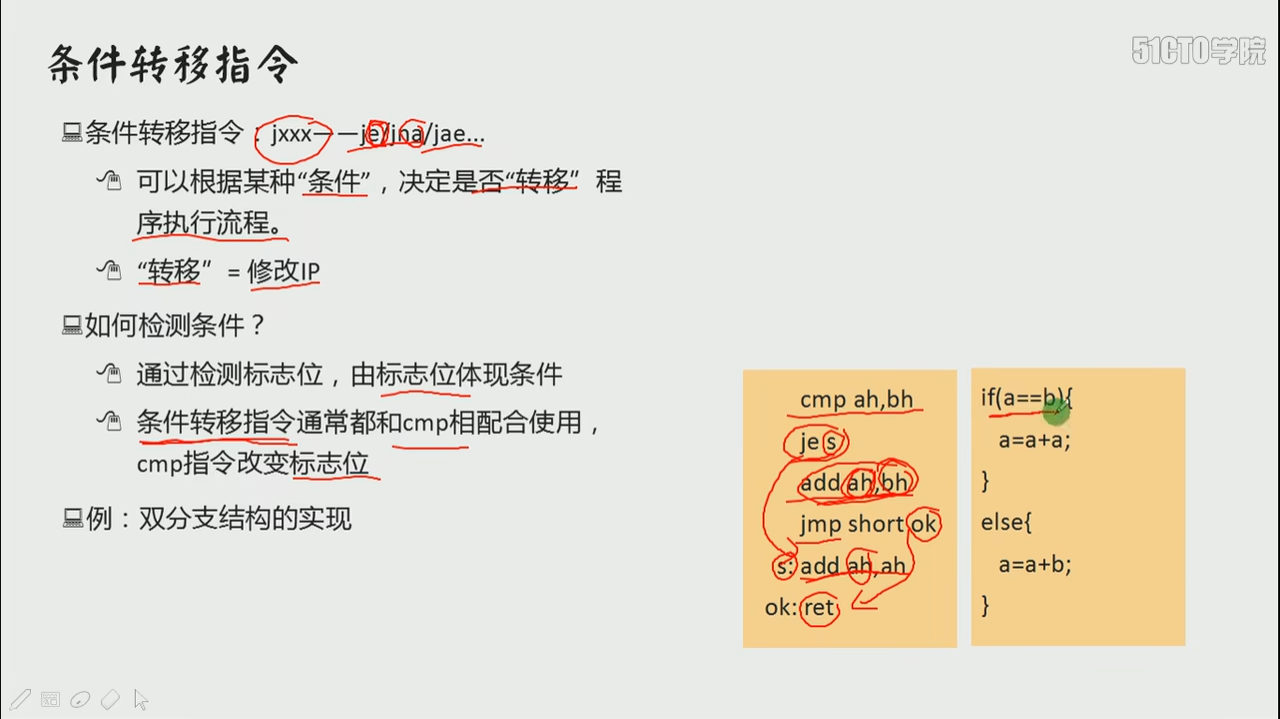 条件转移指令
51CTO学院
条件转移指令：jxxx——je/jna/jae...
可以根据某种“条件”，决定是否“转移” 程
序执行流程。
“转移” = 修改IP
如何检测条件？
通过检测标志位，由标志位体现条件
条件转移指令通常都和cmp相配合使用，
cmp指令改变标志位
例：双分支结构的实现
cmp ah,bh
je s
add ah,bh
jmp short ok
s: add ah,ah
ok: ret
if(a==b){
a=a+a;
}
else{
a=a+b;
}